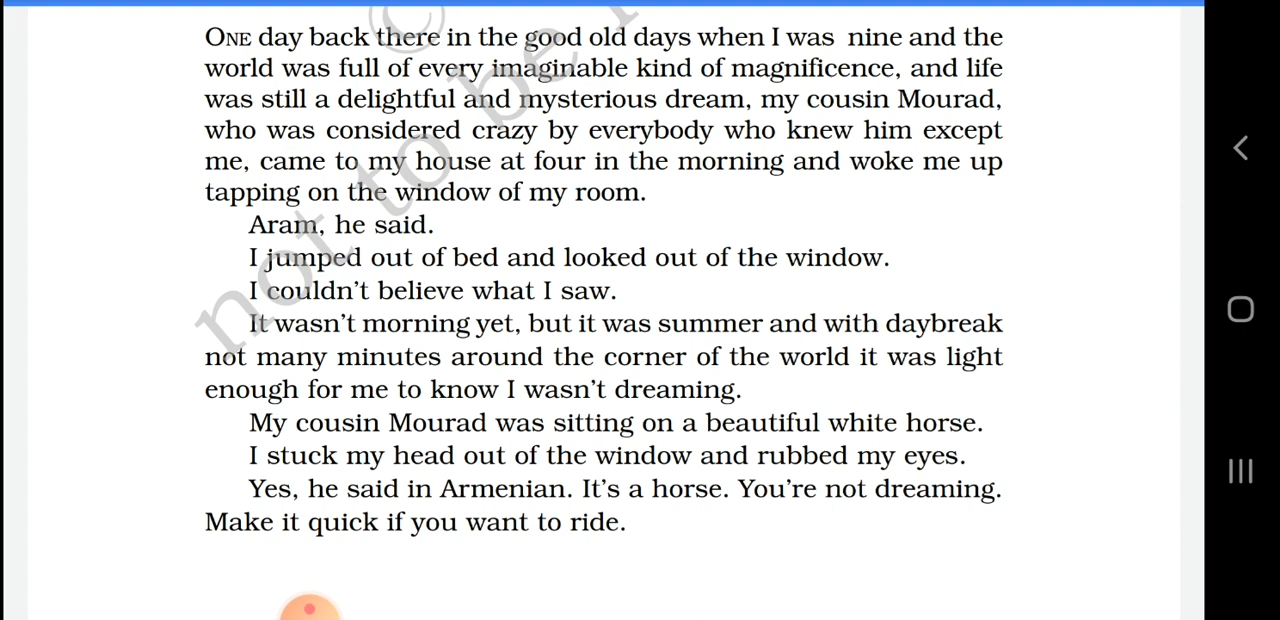 ONE day back there in the good old days when I was nine and the
world was full of every imaginable kind of magnificence, and life
was still a delightful and mysterious dream, my cousin Mourad,
who was considered crazy by everybody who knew him except
me, came to my house at four in the morning and woke me up
tapping on the window of my room.
Aram, he said.
I jumped out of bed and looked out of the window.
I couldn't believe what I saw.
It wasn't morning yet, but it was summer and with daybreak
not many minutes around the corner of the world it was light
enough for me to know I wasn't dreaming.
My cousin Mourad was sitting on a beautiful white horse.
I stuck my head out of the window and rubbed my eyes.
Yes, he said in Armenian. It's a horse. You're not dreaming.
Make it quick if you want to ride.
©
not to be